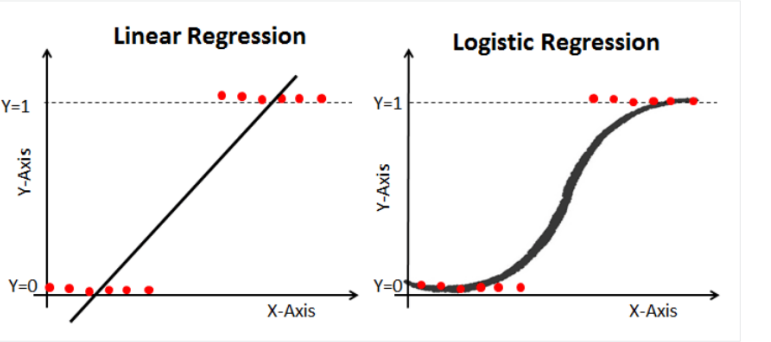 Linear Regression
Y=1
Y-Axis
Y=0
X-Axis
Logistic Regression
Y=1
Y-Axis
Y=0
X-Axis